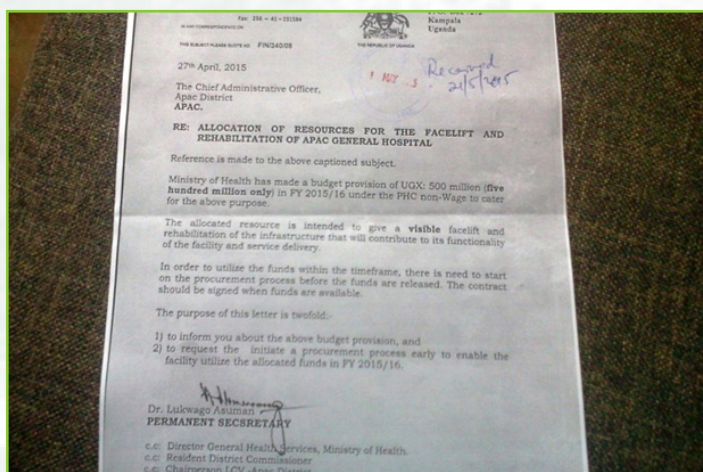 Fax: 256 - 41 - 231584
Kampala
Uganda
IN ANY CORRESPONDENCE ON
THIS SUBJECT PLEASE QUOTE NO FIN/240/08
THE REPUBLIC OF UGANDA
27th April, 2015
Received
21/5/2015
The Chief Administrative Officer,
Apac District
APAC.
RE: ALLOCATION OF RESOURCES FOR THE FACELIFT AND
REHABILITATION OF APAC GENERAL HOSPITAL
Reference is made to the above captioned subject.
Ministry of Health has made a budget provision of UGX: 500 million (five
hundred million only) in FY 2015/16 under the PHC non-Wage to cater
for the above purpose.
The allocated resource is intended to give a visible facelift and
rehabilitation of the infrastructure that will contribute to its functionality
of the facility and service delivery.
In order to utilize the funds within the timeframe, there is need to start
on the procurement process before the funds are released. The contract
should be signed when funds are available.
The purpose of this letter is twofold:-
1) to inform you about the above budget provision, and
2) to request the initiate a procurement process early to enable the
facility utilize the allocated funds in FY 2015/16.
Dr. Lukwago Asuman
PERMANENT SECSRETARY
c.c: Director General Health Services, Ministry of Health.
c.c: Resident District Commissioner
c.c: Chairperson LCV -Apac District